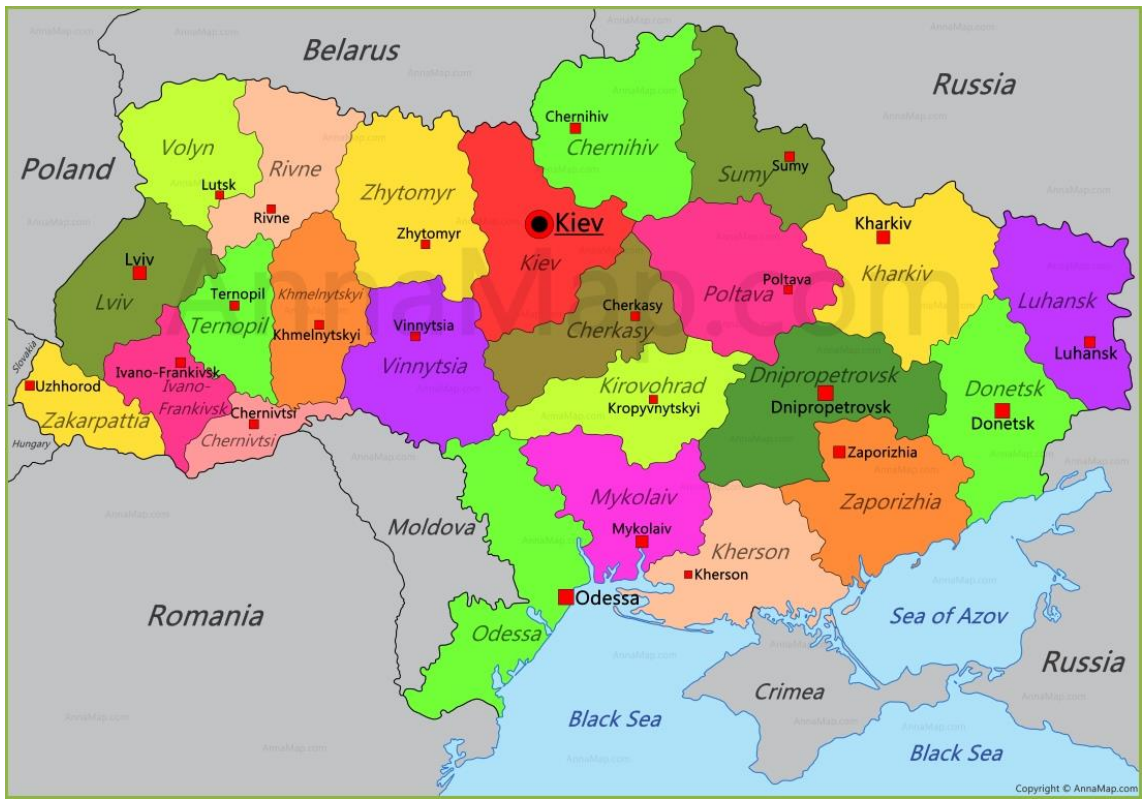 Belarus
Russia
Poland
Volyn
Lutsk
Rivne
Rivne
Zhytomyr
Zhytomyr
Kiev
Kiev
Chernihiv
Chernihiv
Sumy
Sumy
Lviv
Lviv
Ternopil
Ternopil
Khmelnytskyi
Khmelnytskyi
Vinnytsia
Vinnytsia
Cherkasy
Cherkasy
Poltava
Poltava
Kharkiv
Kharkiv
Luhansk
Luhansk
AnnaMap.com
Slovakia
Uzhhorod
Zakarpattia
Hungary
Ivano-Frankivsk
Ivano-
Frankivsk
Chernivtsi
Chernivtsi
Kirovohrad
Kropyvnytskyi
Dnipropetrovsk
Dnipropetrovsk
Donetsk
Donetsk
Zaporizhia
Zaporizhia
Mykolaiv
Mykolaiv
Kherson
Kherson
Moldova
Romania
Odessa
Odessa
Sea of Azov
Russia
Crimea
Black Sea
Black Sea
Copyright © AnnaMap.com